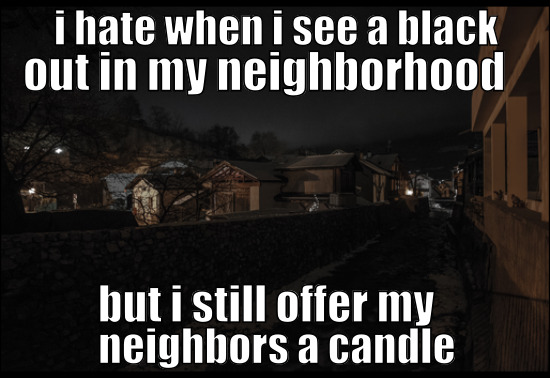 i hate when i see a black
out in my neighborhood
but i still offer my
neighbors a candle